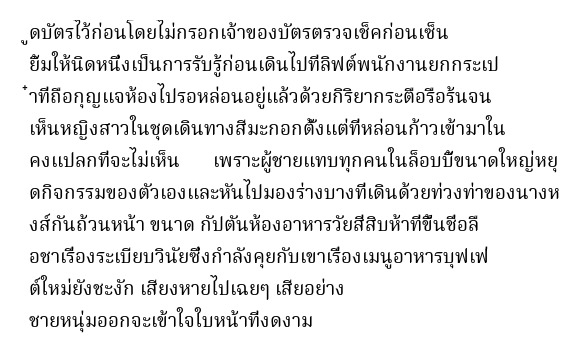 ูดบัตรไว้ก่อนโดยไม่กรอกเจ้าของบัตรตรวจเช็คก่อนเซ็น
ยิ้มให้นิดหนึ่งเป็นการรับรู้ก่อนเดินไปที่ลิฟต์พนักงานยกกระเป
๋าที่ถือกุญแจห้องไปรอหล่อนอยู่แล้วด้วยกิริยากระตือรือร้นจน
เห็นหญิงสาวในชุดเดินทางสีมะกอกตั้งแต่ที่หล่อนก้าวเข้ามาใน
คงแปลกที่จะไม่เห็น เพราะผู้ชายแทบทุกคนในล็อบบี้ขนาดใหญ่หยุ
ดกิจกรรมของตัวเองและหันไปมองร่างบางที่เดินด้วยท่วงท่าของนางห
งส์กันถ้วนหน้า ขนาด กัปตันห้องอาหารวัยสี่สิบห้าที่ขึ้นชื่อลื
อชาเรื่องระเบียบวินัยซึ่งกำลังคุยกับเขาเรื่องเมนูอาหารบุฟเฟ
ต์ใหม่ยังชะงัก เสียงหายไปเฉยๆ เสียอย่าง
ชายหนุ่มออกจะเข้าใจใบหน้าที่งดงาม